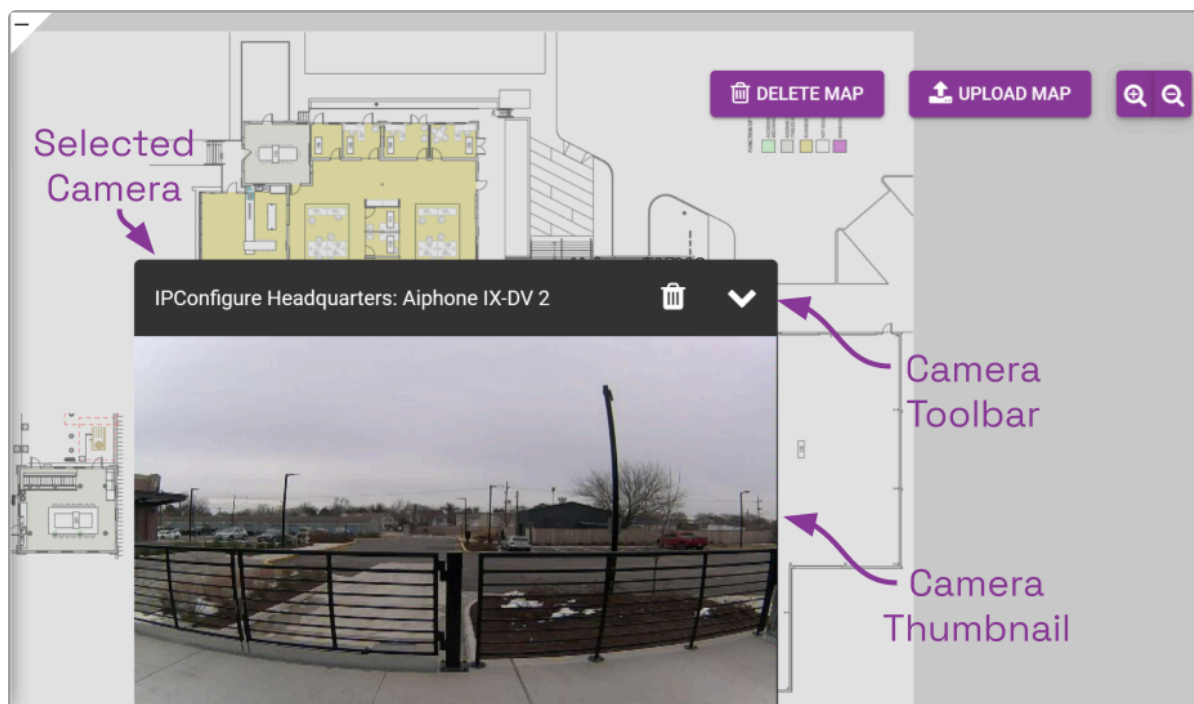 DELETE MAP
UPLOAD MAP
Selected
Camera
IPConfigure Headquarters: Aiphone IX-DV 2
Camera
Toolbar
Camera
Thumbnail